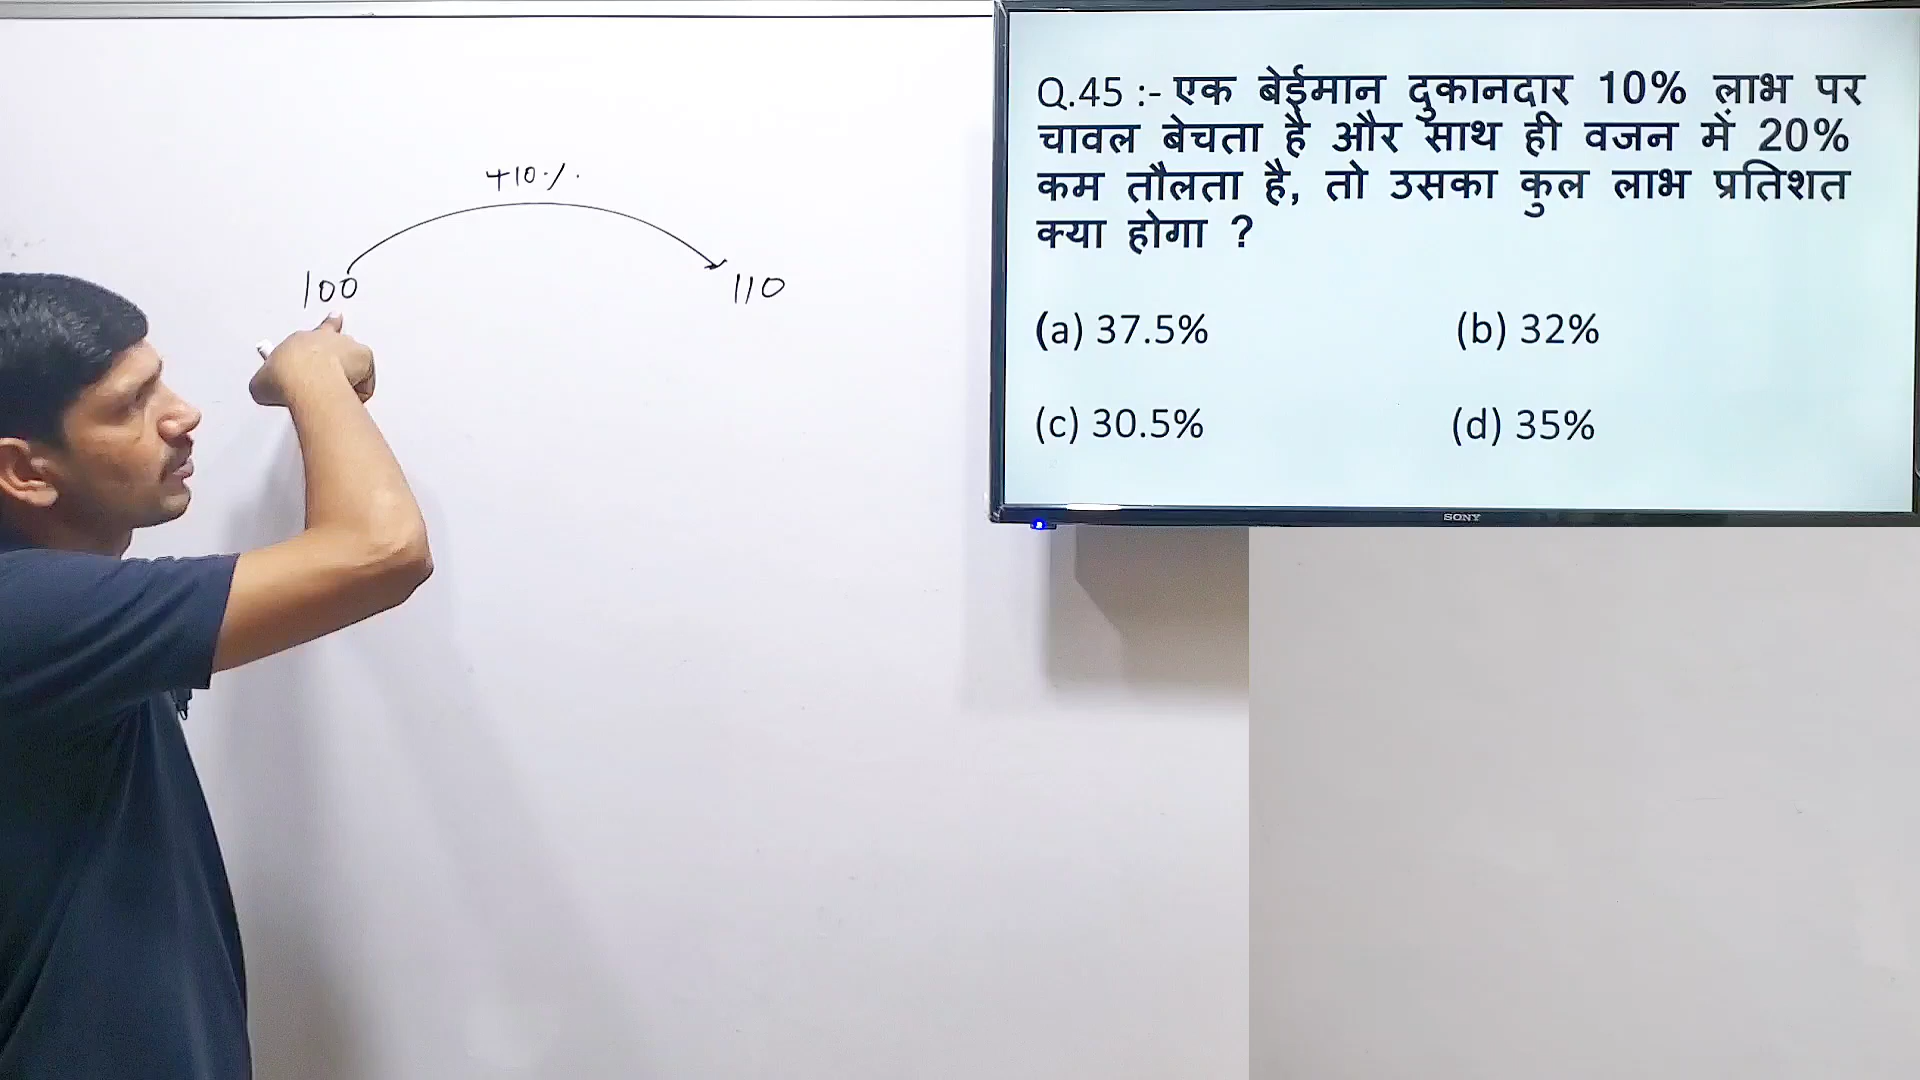 +10%
100 110
Q.45 :- एक बेईमान दुकानदार 10% लाभ पर
चावल बेचता है और साथ ही वजन में 20%
कम तौलता है, तो उसका कुल लाभ प्रतिशत
क्या होगा ?
(a) 37.5% (b) 32%
(c) 30.5% (d) 35%
SONY